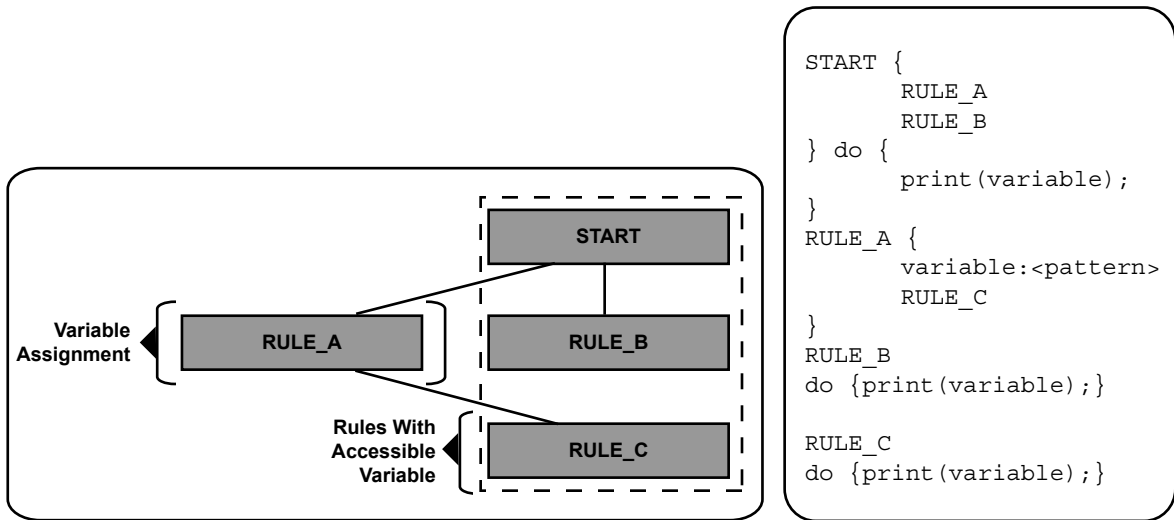 START
Variable
Assignment
RULE_A
RULE_B
Rules With
Accessible
Variable
RULE_C
START {
RULE_A
RULE_B
} do {
print(variable);
}
RULE_A {
variable:<pattern>
RULE_C
}
RULE_B
do {print(variable);}
RULE_C
do {print(variable);}